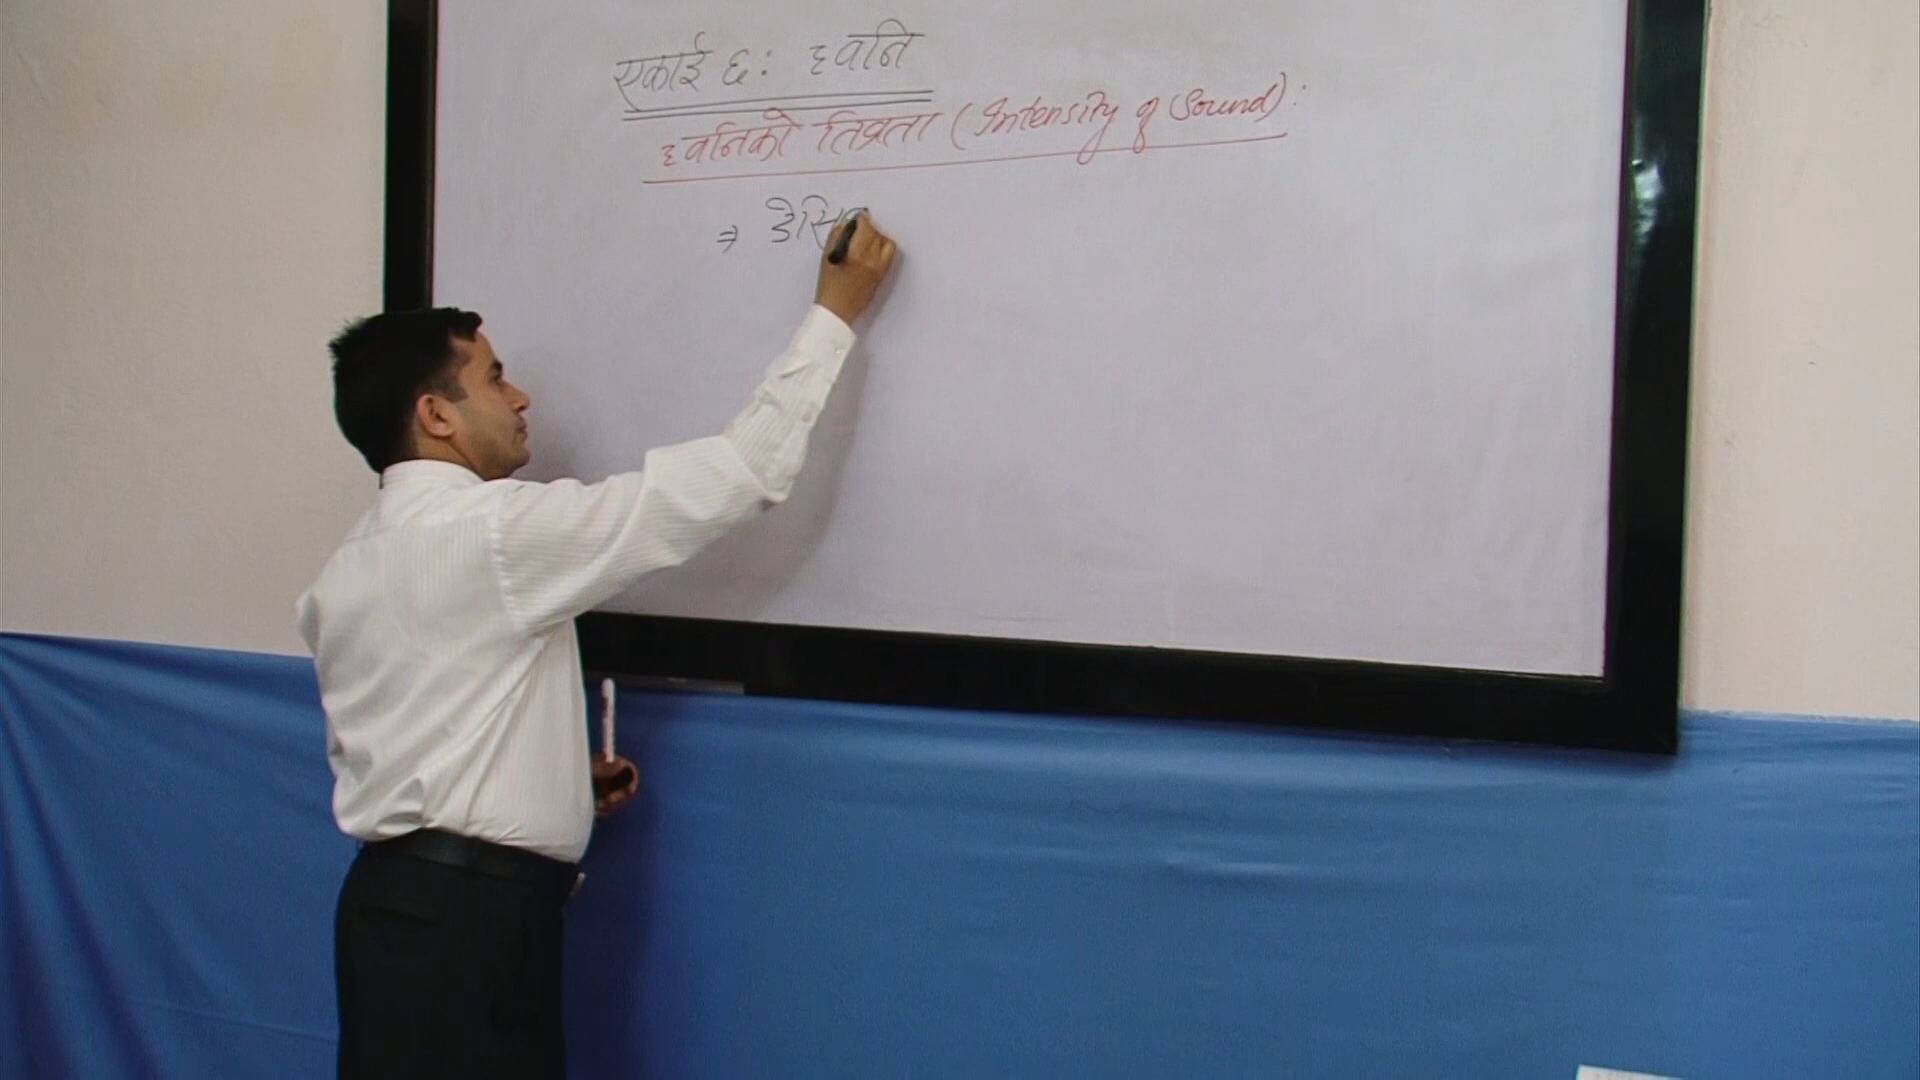 एकाई ६: ध्वनि
ध्वनिको तिव्रता (Intensity of Sound):
⇒ डेसिब